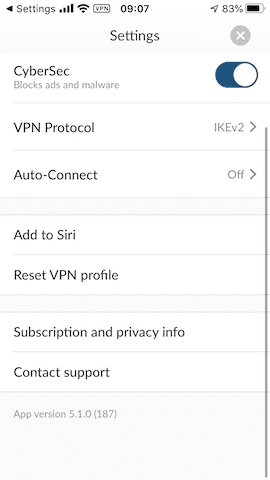 Settings VPN 09:07 83%
Settings
CyberSec
Blocks ads and malware
VPN Protocol IKEv2
Auto-Connect Off
Add to Siri
Reset VPN profile
Subscription and privacy info
Contact support
App version 5.1.0 (187)